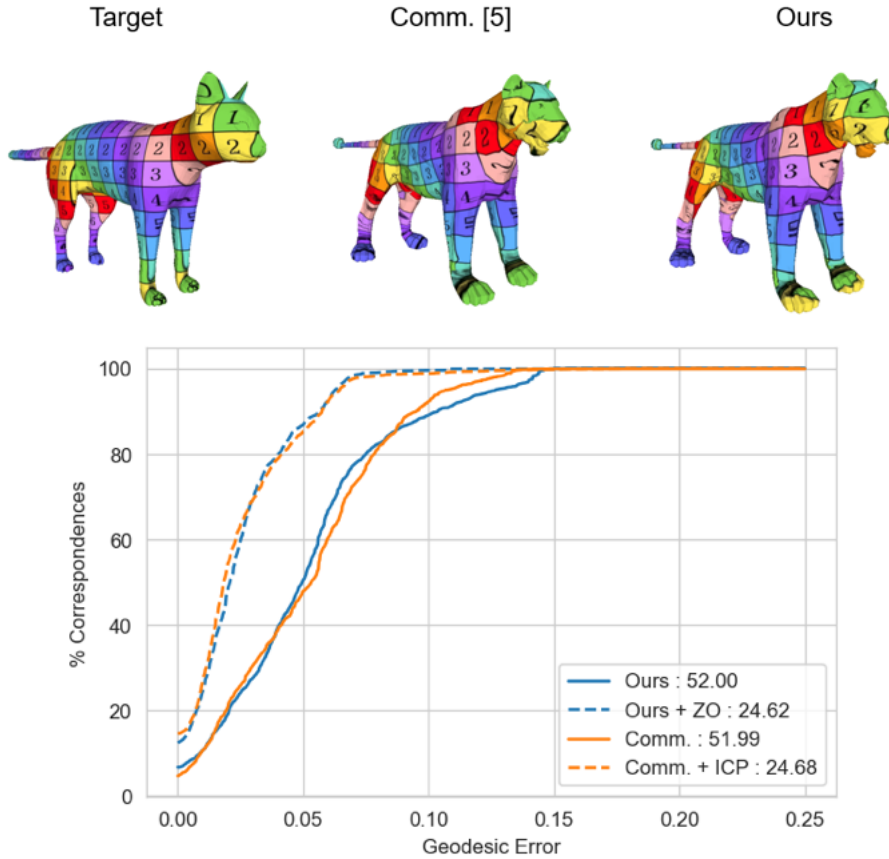 Target Comm. [5] Ours
100
80
60
40
20
0
% Correspondences
0.00 0.05 0.10 0.15 0.20 0.25
Geodesic Error
Ours : 52.00
Ours + ZO : 24.62
Comm. : 51.99
Comm. + ICP : 24.68